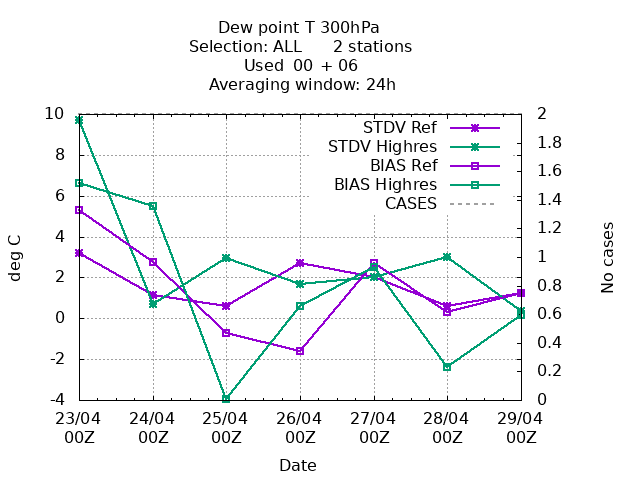 Dew point T 300hPa
Selection: ALL 2 stations
Used 00 + 06
Averaging window: 24h
10
8
6
4
2
0
-2
-4
deg C
2
1.8
1.6
1.4
1.2
1
0.8
0.6
0.4
0.2
0
No cases
STDV Ref
STDV Highres
BIAS Ref
BIAS Highres
CASES
23/04 24/04 25/04 26/04 27/04 28/04 29/04
00Z 00Z 00Z 00Z 00Z 00Z 00Z
Date